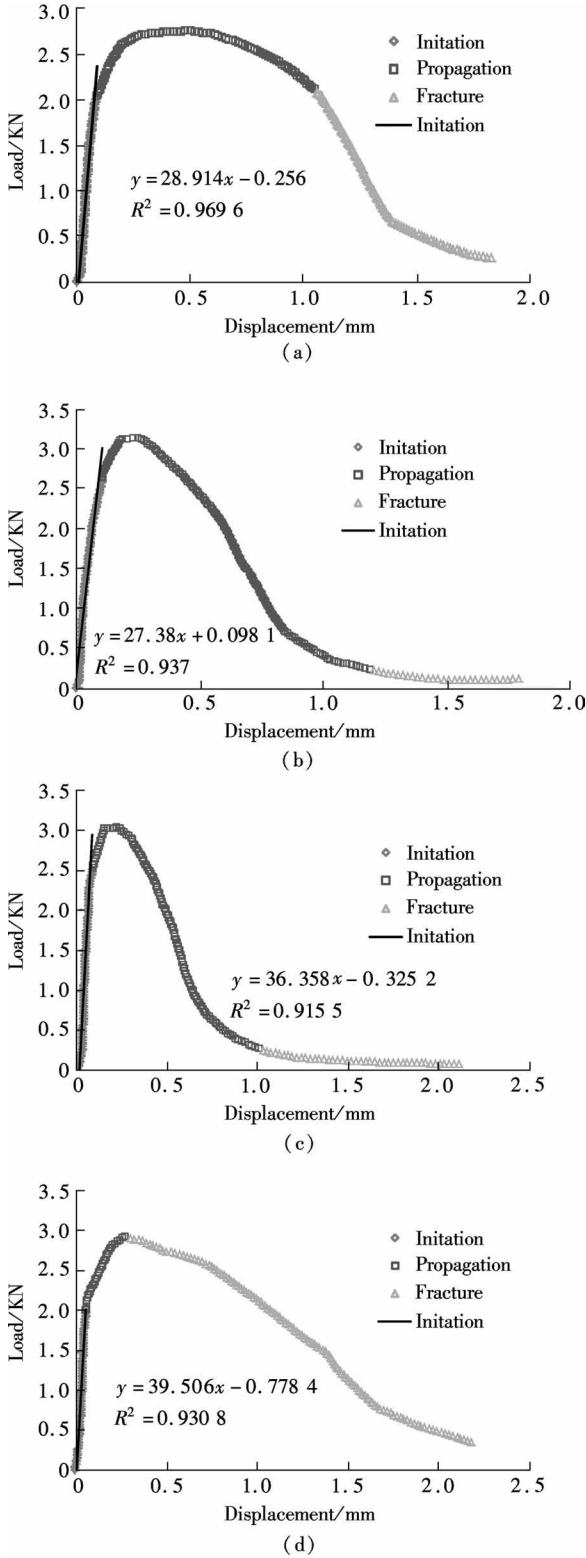 3.0
2.5
2.0
1.5
1.0
0.5
0
Load/KN
Initation
Propagation
Fracture
Initation
y=28.914x-0.256
R²=0.969 6
0 0.5 1.0 1.5 2.0
Displacement/mm
(a)
3.5
3.0
2.5
2.0
1.5
1.0
0.5
0
Load/KN
Initation
Propagation
Fracture
Initation
y=27.38x+0.098 1
R²=0.937
0 0.5 1.0 1.5 2.0
Displacement/mm
(b)
3.5
3.0
2.5
2.0
1.5
1.0
0.5
0
Load/KN
Initation
Propagation
Fracture
Initation
y=36.358x-0.325 2
R²=0.915 5
0 0.5 1.0 1.5 2.0 2.5
Displacement/mm
(c)
3.5
3.0
2.5
2.0
1.5
1.0
0.5
0
Load/KN
Initation
Propagation
Fracture
Initation
y=39.506x-0.778 4
R²=0.930 8
0 0.5 1.0 1.5 2.0 2.5
Displacement/mm
(d)